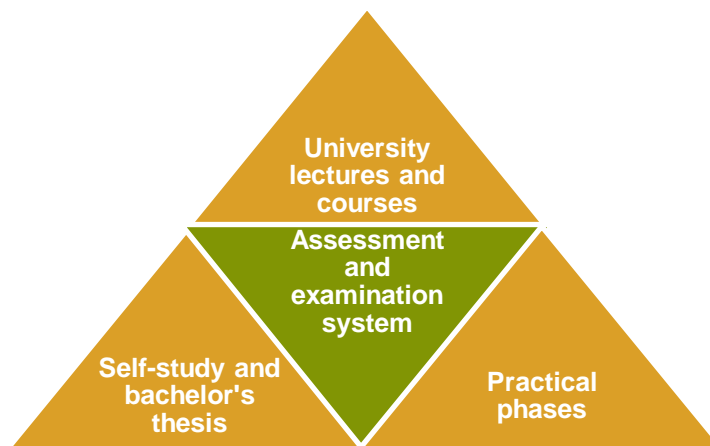 University
lectures and
courses
Assessment
and
examination
system
Self-study and
bachelor's
thesis
Practical
phases